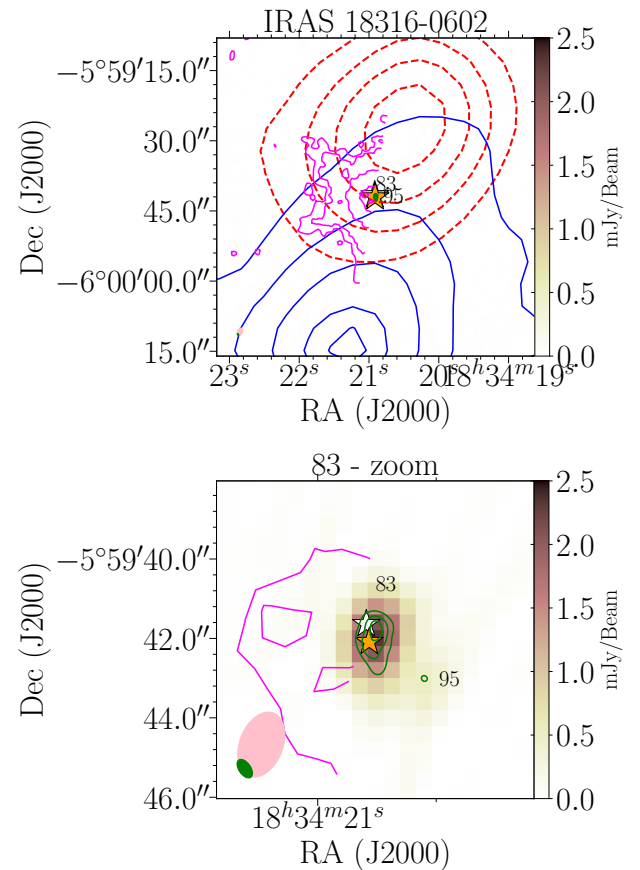 IRAS 18316-0602
−5°59′15.0″
30.0″
45.0″
−6°00′00.0″
15.0″
83
95
23ˢ 22ˢ 21ˢ 20ˢ 18ʰ34ᵐ19ˢ
RA (J2000)
Dec (J2000)
2.5
2.0
1.5
1.0
0.5
0.0
mJy/Beam
83 - zoom
−5°59′40.0″
42.0″
44.0″
46.0″
83
95
18ʰ34ᵐ21ˢ
RA (J2000)
Dec (J2000)
2.5
2.0
1.5
1.0
0.5
0.0
mJy/Beam